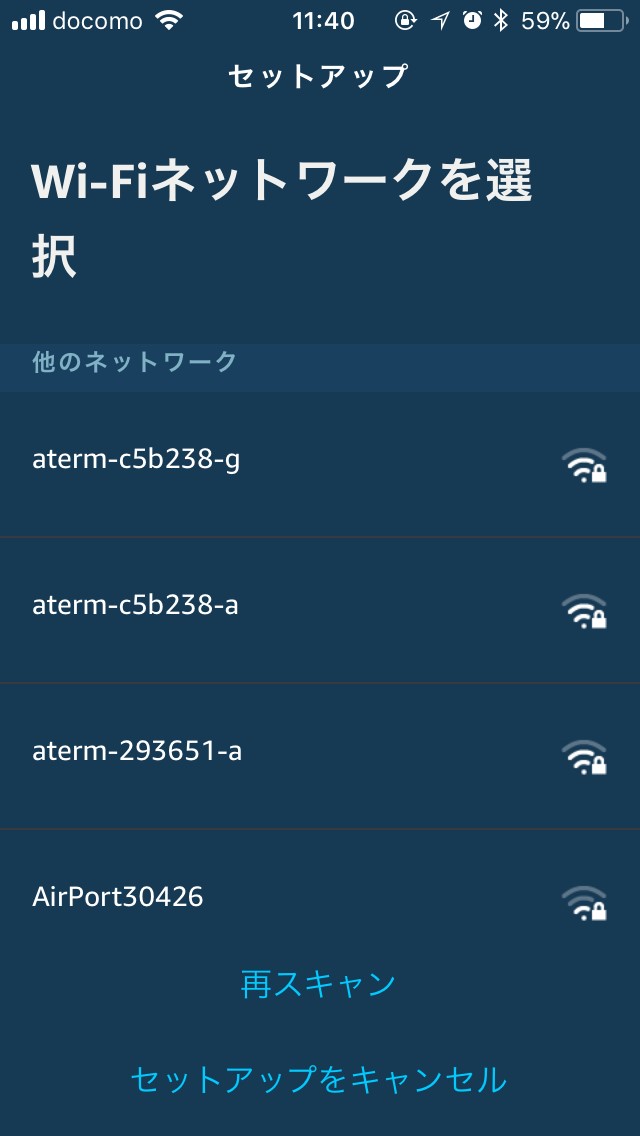 docomo 11:40 59%
セットアップ
Wi-Fiネットワークを選
択
他のネットワーク
aterm-c5b238-g
aterm-c5b238-a
aterm-293651-a
AirPort30426
再スキャン
セットアップをキャンセル